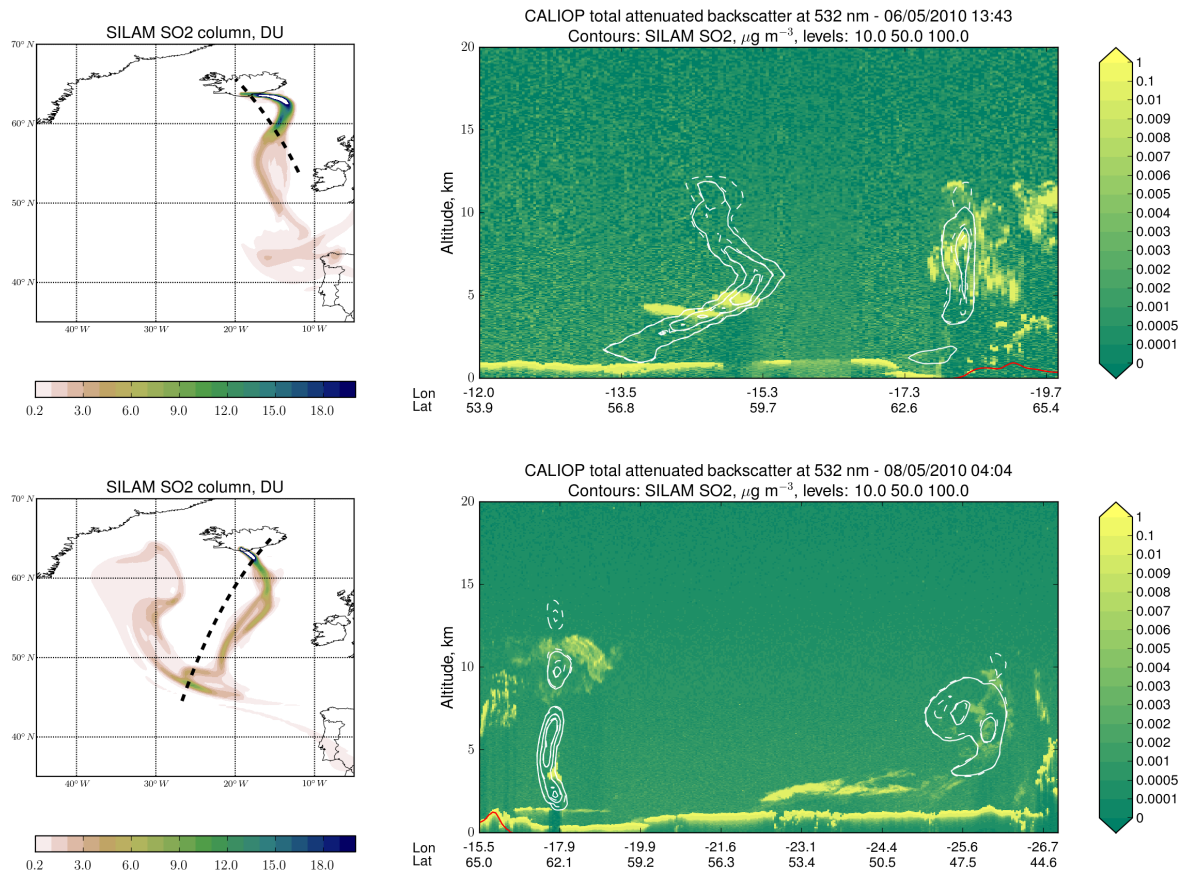 SILAM SO2 column, DU
70° N
60° N
50° N
40° N
40° W 30° W 20° W 10° W
0.2 3.0 6.0 9.0 12.0 15.0 18.0
CALIOP total attenuated backscatter at 532 nm - 06/05/2010 13:43
Contours: SILAM SO2, μg m⁻³, levels: 10.0 50.0 100.0
Altitude, km
20
15
10
5
0
Lon -12.0 -13.5 -15.3 -17.3 -19.7
Lat 53.9 56.8 59.7 62.6 65.4
1
0.1
0.01
0.009
0.008
0.007
0.006
0.005
0.004
0.003
0.002
0.001
0.0005
0.0001
0
SILAM SO2 column, DU
70° N
60° N
50° N
40° N
40° W 30° W 20° W 10° W
0.2 3.0 6.0 9.0 12.0 15.0 18.0
CALIOP total attenuated backscatter at 532 nm - 08/05/2010 04:04
Contours: SILAM SO2, μg m⁻³, levels: 10.0 50.0 100.0
Altitude, km
20
15
10
5
0
Lon -15.5 -17.9 -19.9 -21.6 -23.1 -24.4 -25.6 -26.7
Lat 65.0 62.1 59.2 56.3 53.4 50.5 47.5 44.6
1
0.1
0.01
0.009
0.008
0.007
0.006
0.005
0.004
0.003
0.002
0.001
0.0005
0.0001
0